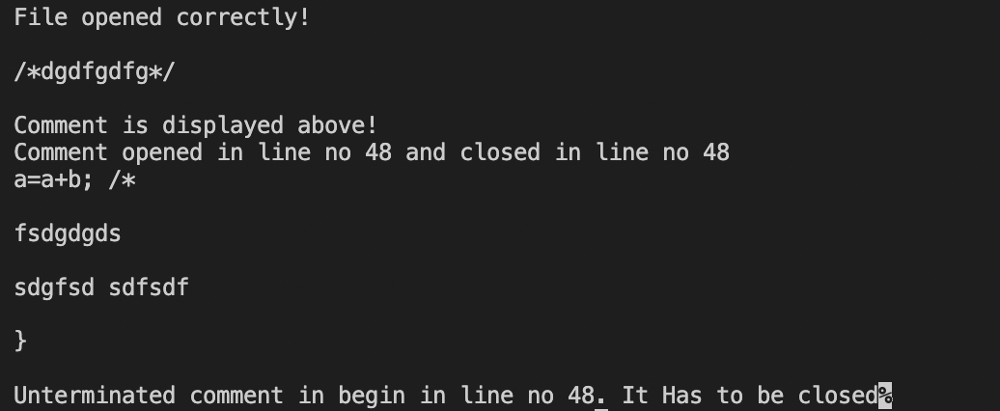 File opened correctly!
/*dgdfgdfg*/
Comment is displayed above!
Comment opened in line no 48 and closed in line no 48
a=a+b; /*
fsdgdgds
sdgfsd sdfsdf
}
Unterminated comment in begin in line no 48. It Has to be closed%